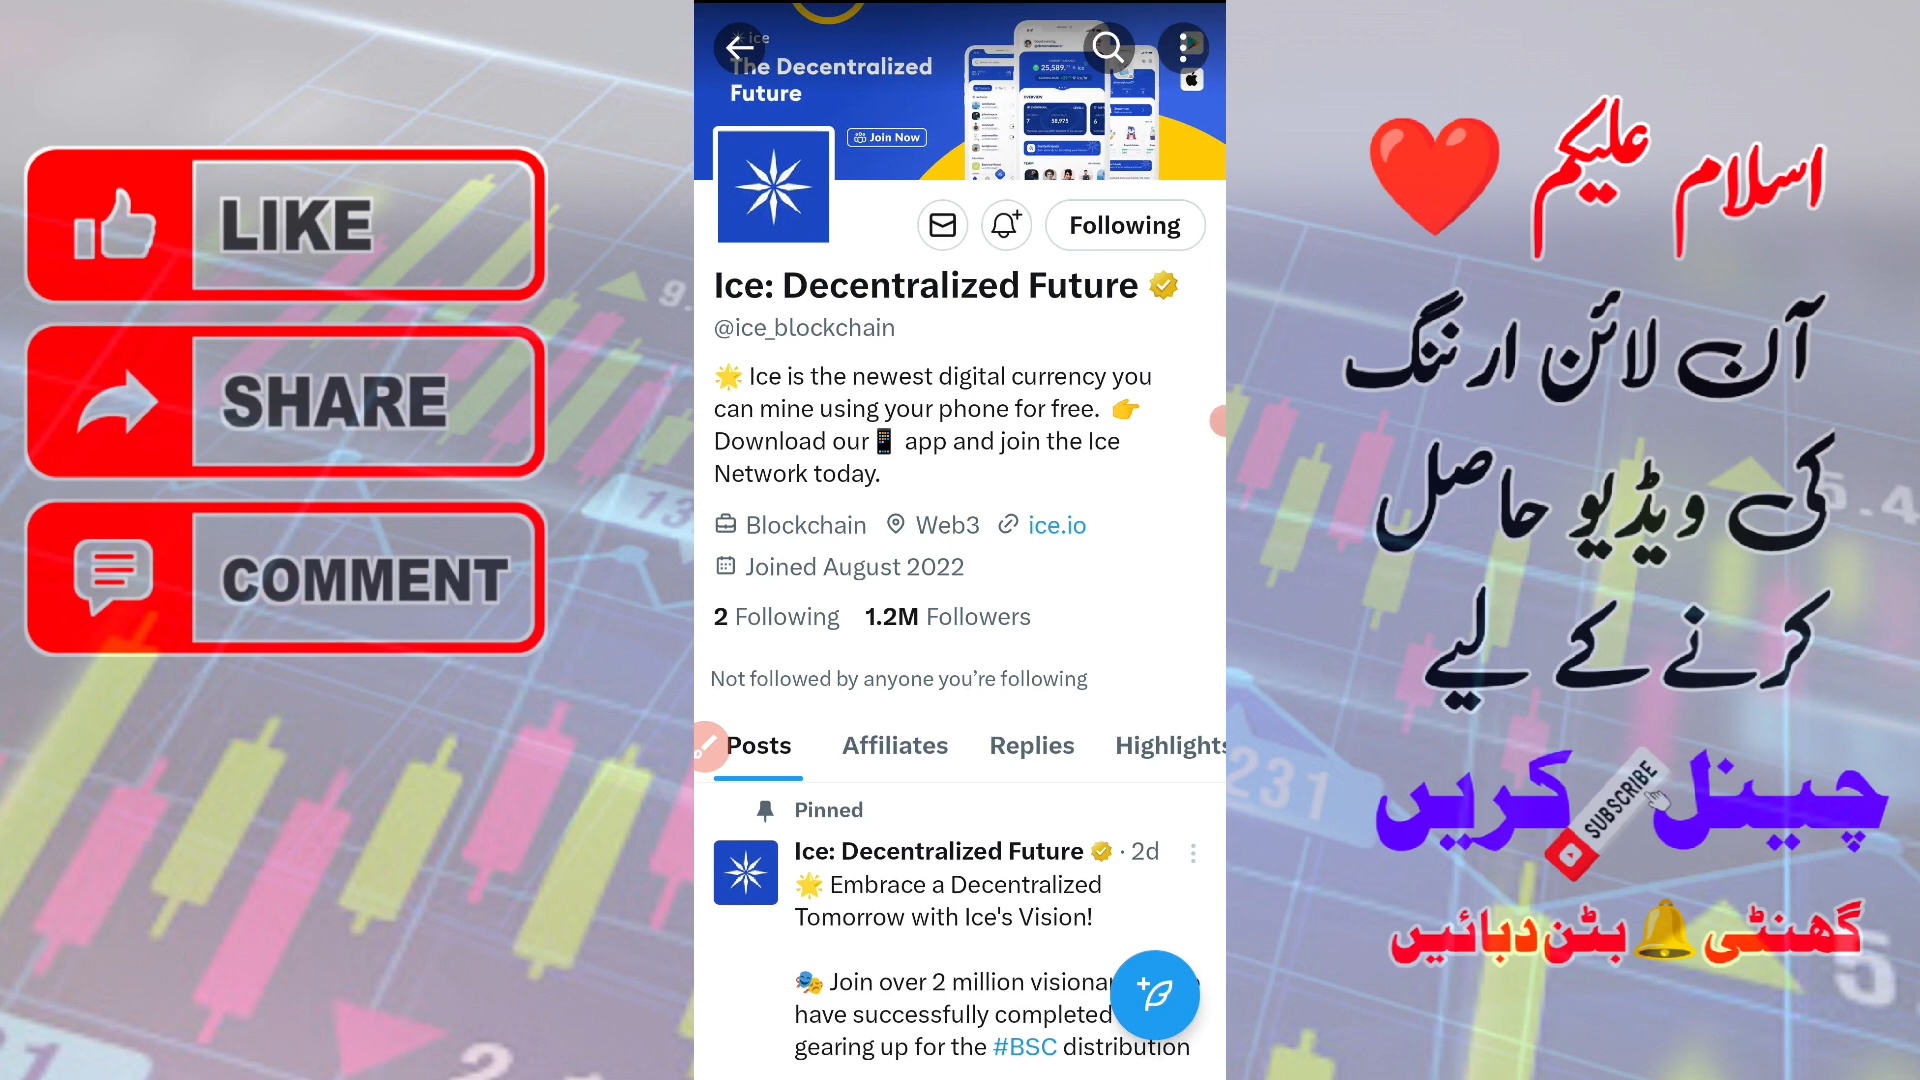 LIKE
SHARE
COMMENT
ice
The Decentralized
Future
Join Now
Following
Ice: Decentralized Future
@ice_blockchain
🌟 Ice is the newest digital currency you
can mine using your phone for free. 👉
Download our📱 app and join the Ice
Network today.
Blockchain Web3 ice.io
Joined August 2022
2 Following 1.2M Followers
Not followed by anyone you’re following
Posts Affiliates Replies Highlights
Pinned
Ice: Decentralized Future · 2d
🌟 Embrace a Decentralized
Tomorrow with Ice's Vision!
🎭 Join over 2 million
have successfully completed
gearing up for the #BSC distribution
اسلام علیکم
آن لائن ارننگ
کی ویڈیو حاصل
کرنے کے لیے
چینل کریں
SUBSCRIBE
گھنٹی 🔔 بٹن دبائیں